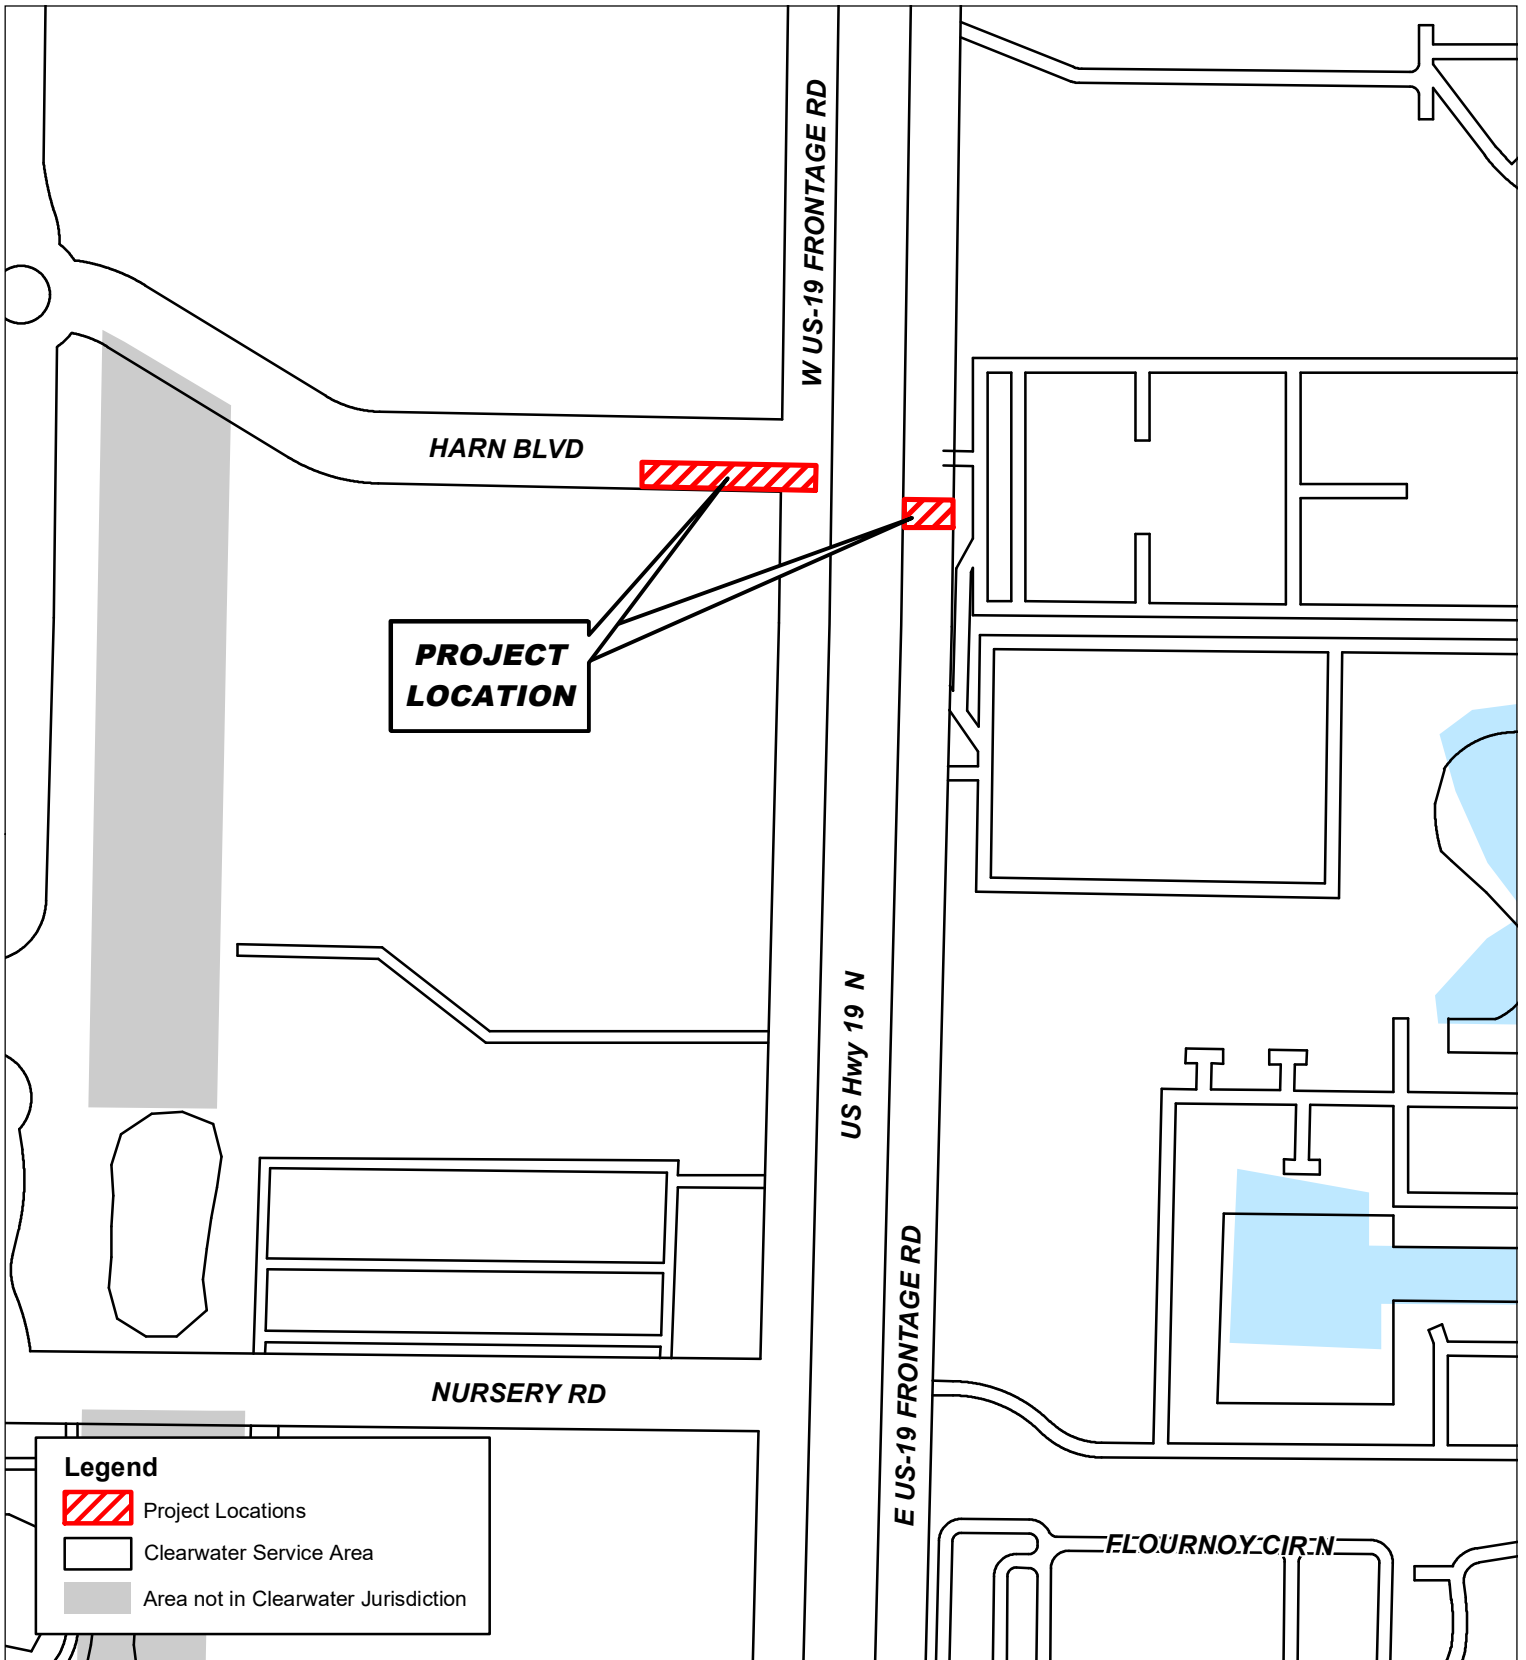 W US-19 FRONTAGE RD
HARN BLVD
PROJECT
LOCATION
US Hwy 19 N
E US-19 FRONTAGE RD
NURSERY RD
FLOURNOY CIR N
Legend
Project Locations
Clearwater Service Area
Area not in Clearwater Jurisdiction